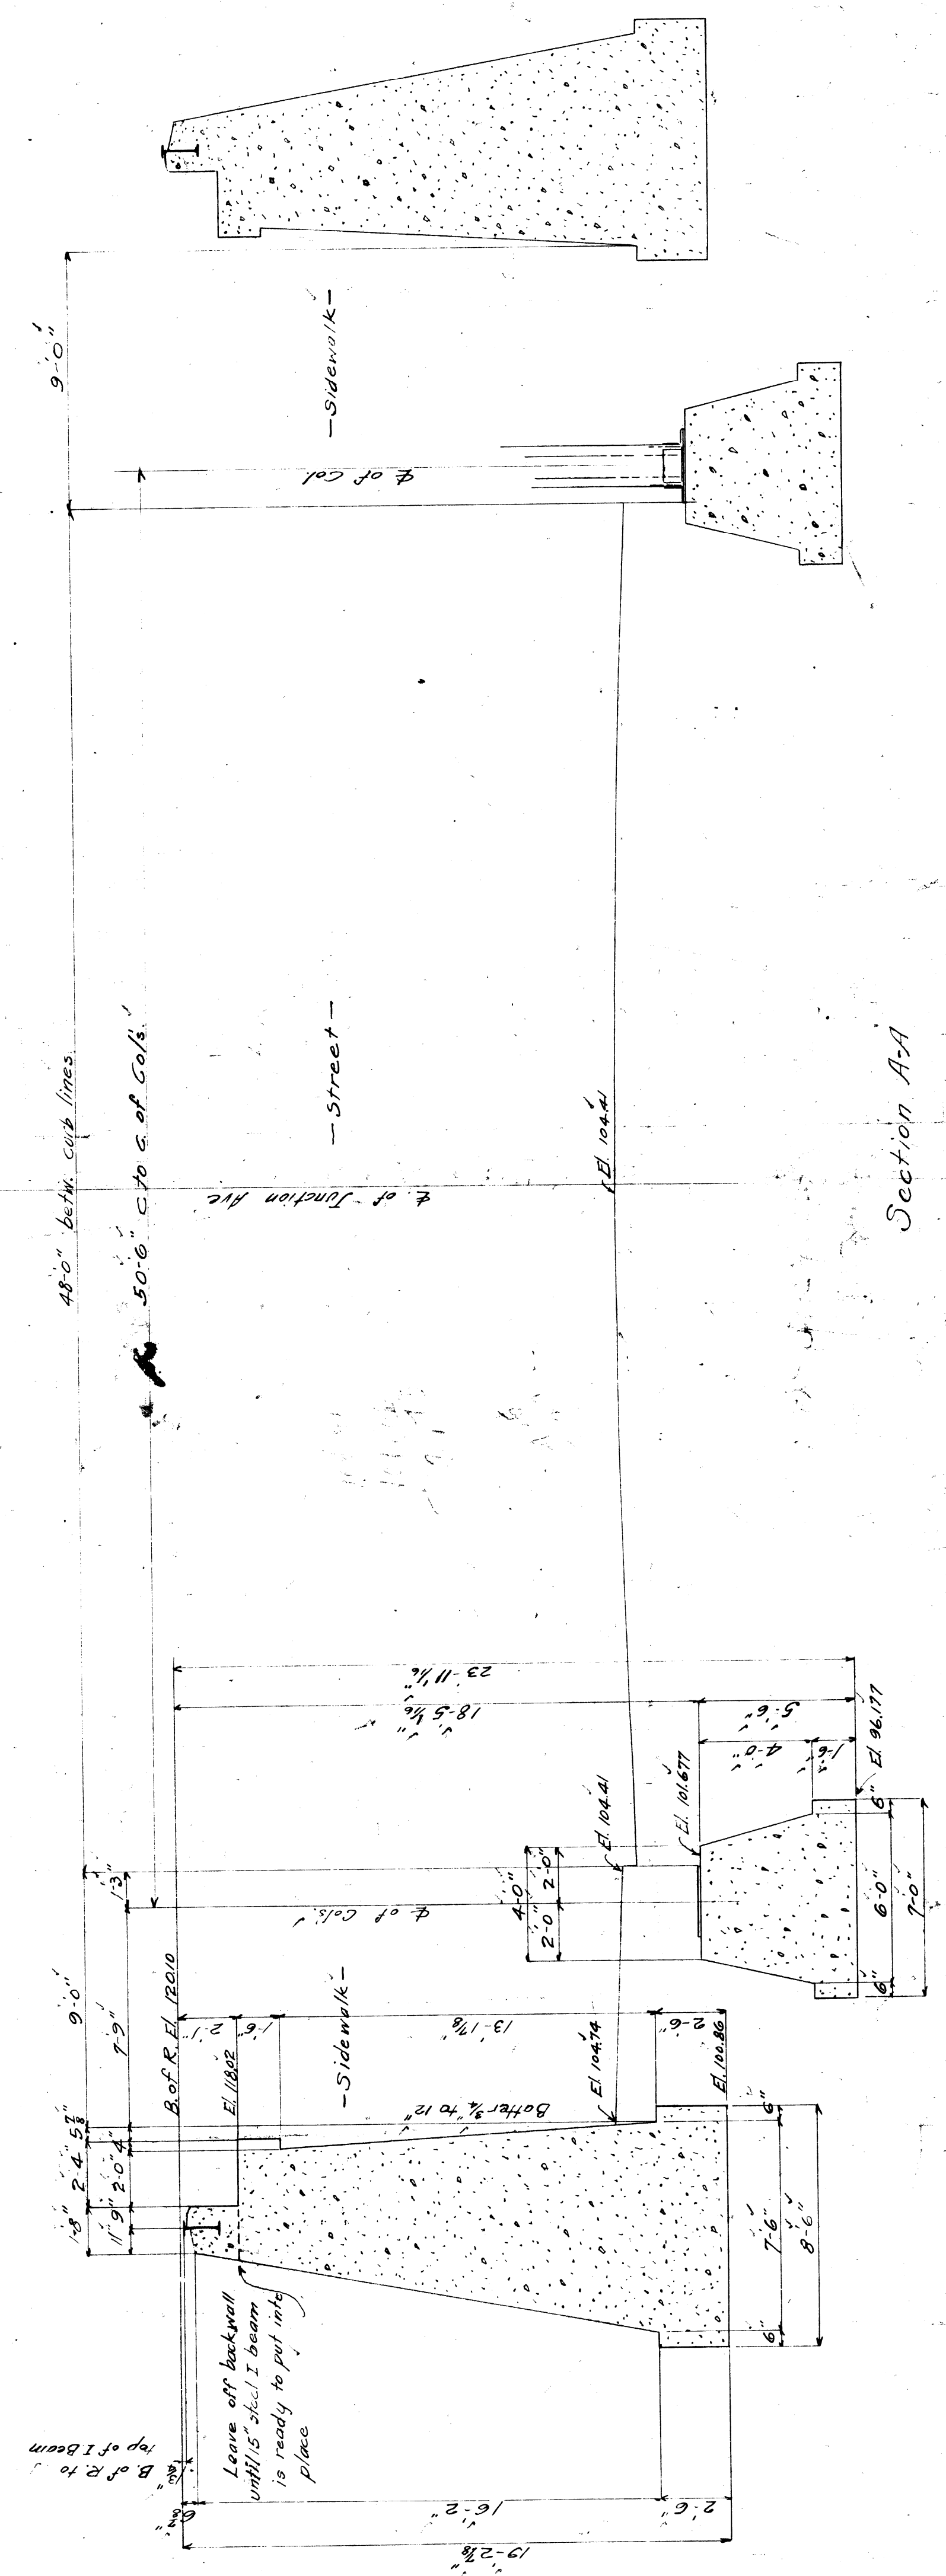 9'-0"
48'-0" betw. curb lines
50'-6" c to c of Cols.
9'-0"
1'-3"
7'-9"
5 7/8"
2'-4"
1'-8"
4"
2'-0"
9"
11"
— Sidewalk —
— Street —
— Sidewalk —
℄ of Col.
℄ of Junction Ave
℄ of Cols.
El. 104.41
El. 104.41
El. 104.74
El. 101.677
El. 96.177
El. 100.86
B. of R. El. 120.10
El. 118.02
23'-11 1/16"
18'-5 1/16"
5'-6"
4'-0"
1'-6"
4'-0"
2'-0"
2'-0"
6"
6'-0"
6"
7'-0"
2'-1"
1'-6"
13'-1 7/8"
2'-6"
Batter 3/4" to 12"
6"
7'-6"
6"
8'-6"
Leave off backwall
until 15" steel I beam
is ready to put into
place
B. of R. to
top of I Beam
6 7/8"
16'-2"
2'-6"
19'-2 7/8"
Section A-A